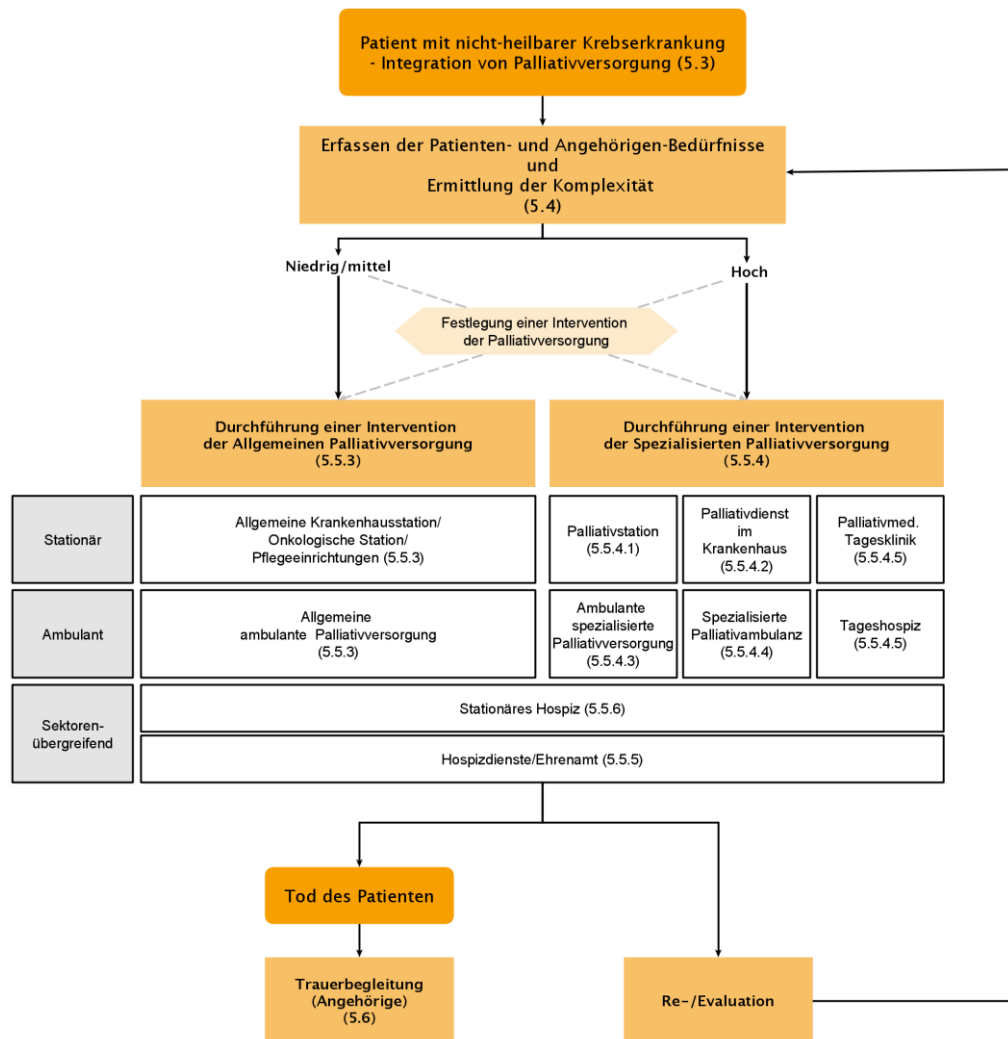 Patient mit nicht-heilbarer Krebserkrankung
- Integration von Palliativversorgung (5.3)
Erfassen der Patienten- und Angehörigen-Bedürfnisse
und
Ermittlung der Komplexität
(5.4)
Niedrig/mittel
Hoch
Festlegung einer Intervention
der Palliativversorgung
Durchführung einer Intervention
der Allgemeinen Palliativversorgung
(5.5.3)
Durchführung einer Intervention
der Spezialisierten Palliativversorgung
(5.5.4)
Stationär
Allgemeine Krankenhausstation/
Onkologische Station/
Pflegeeinrichtungen (5.5.3)
Palliativstation
(5.5.4.1)
Palliativdienst
im
Krankenhaus
(5.5.4.2)
Palliativmed.
Tagesklinik
(5.5.4.5)
Ambulant
Allgemeine
ambulante Palliativversorgung
(5.5.3)
Ambulante
spezialisierte
Palliativversorgung
(5.5.4.3)
Spezialisierte
Palliativambulanz
(5.5.4.4)
Tageshospiz
(5.5.4.5)
Sektoren-
übergreifend
Stationäres Hospiz (5.5.6)
Hospizdienste/Ehrenamt (5.5.5)
Tod des Patienten
Trauerbegleitung
(Angehörige)
(5.6)
Re-/Evaluation